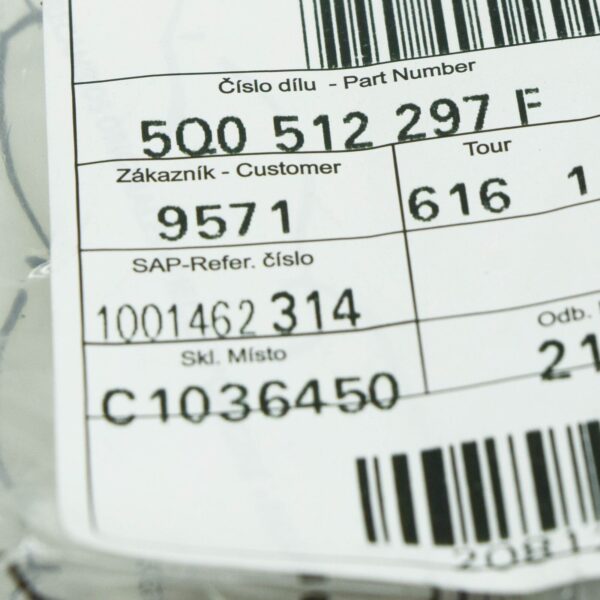 Číslo dílu - Part Number
5Q0 512 297 F
Zákazník - Customer
Tour
9571
616 1
SAP-Refer. číslo
1001462 314
Odb.
Skl. Místo
21
C1036450